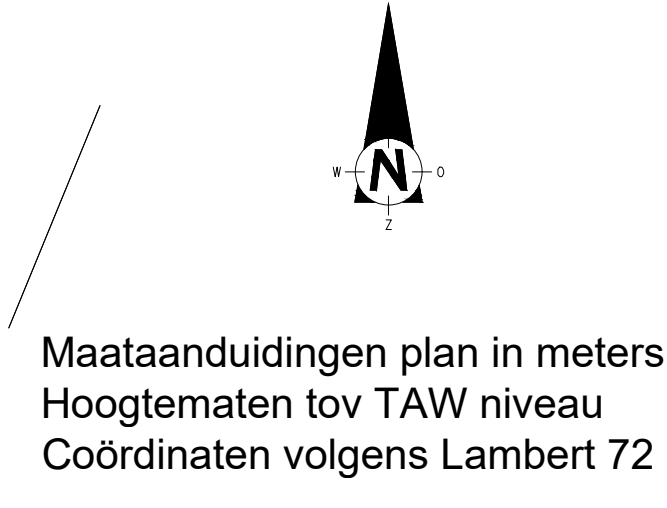 N
W O
Z
Maataanduidingen plan in meters
Hoogtematen tov TAW niveau
Coördinaten volgens Lambert 72